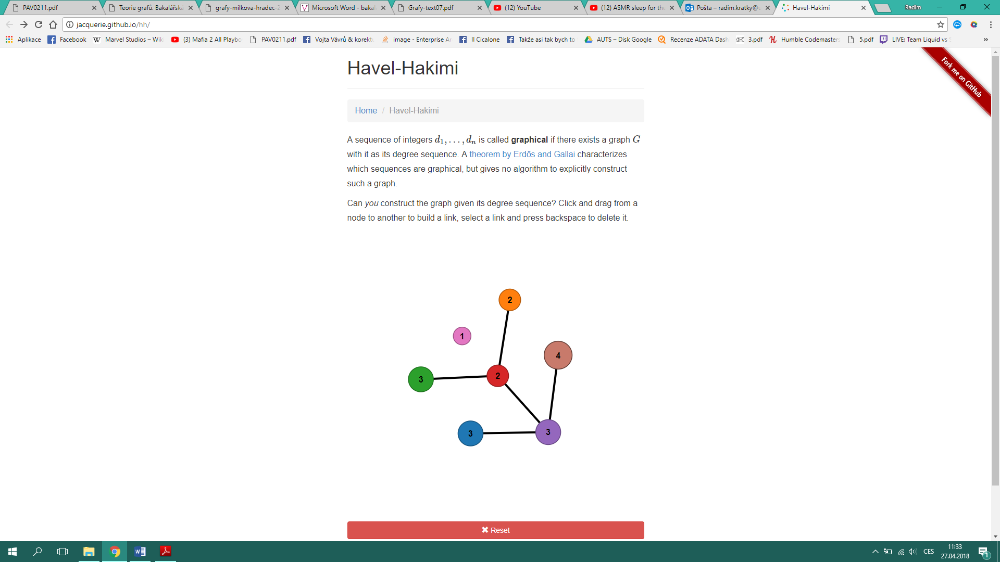 PAV0211.pdf
Teorie grafů. Bakalářská
grafy-milkova-hradec-2
Microsoft Word - baka
Grafy-text07.pdf
(12) YouTube
(12) ASMR sleep for the
Pošta – radim.kratky@u
Havel-Hakimi
Radim
jacquerie.github.io/hh/
Aplikace
Facebook
Marvel Studios – Wik
(3) Mafia 2 All Playbo
PAV0211.pdf
Vojta Vávrů & korekt
image - Enterprise Ar
Il Cicalone
Takže asi tak bych to
AUTS – Disk Google
Recenze ADATA Dash
3.pdf
Humble Codemasters
5.pdf
LIVE: Team Liquid vs S
»
Fork me on GitHub
Havel-Hakimi
Home / Havel-Hakimi
A sequence of integers d₁, . . . , dₙ is called graphical if there exists a graph G
with it as its degree sequence. A theorem by Erdős and Gallai characterizes
which sequences are graphical, but gives no algorithm to explicitly construct
such a graph.
Can you construct the graph given its degree sequence? Click and drag from a
node to another to build a link, select a link and press backspace to delete it.
2
1
4
3
2
3
3
✖ Reset
CES
11:33
27.04.2018
1